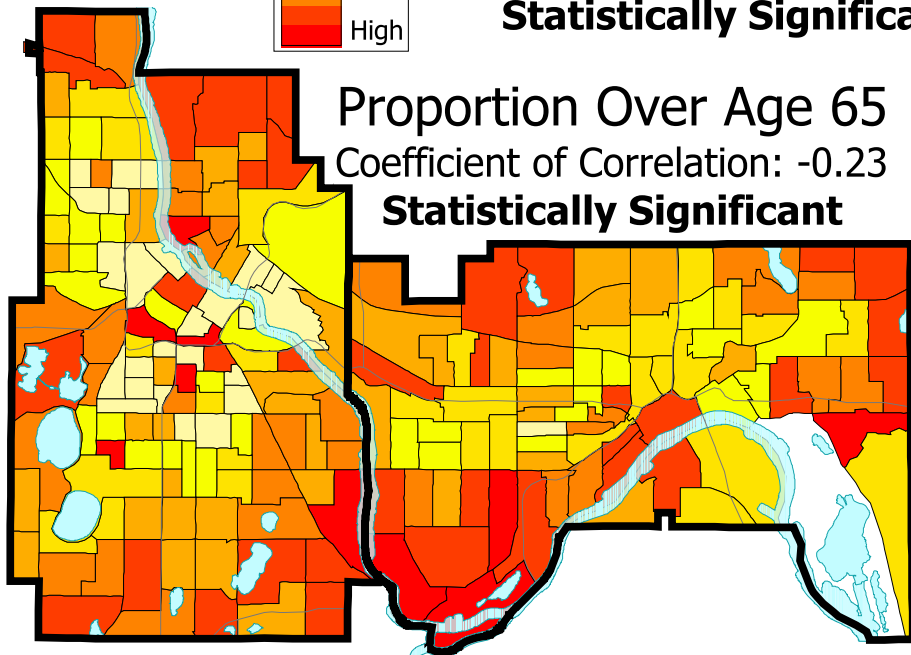 Statistically Significa
High
Proportion Over Age 65
Coefficient of Correlation: -0.23
Statistically Significant